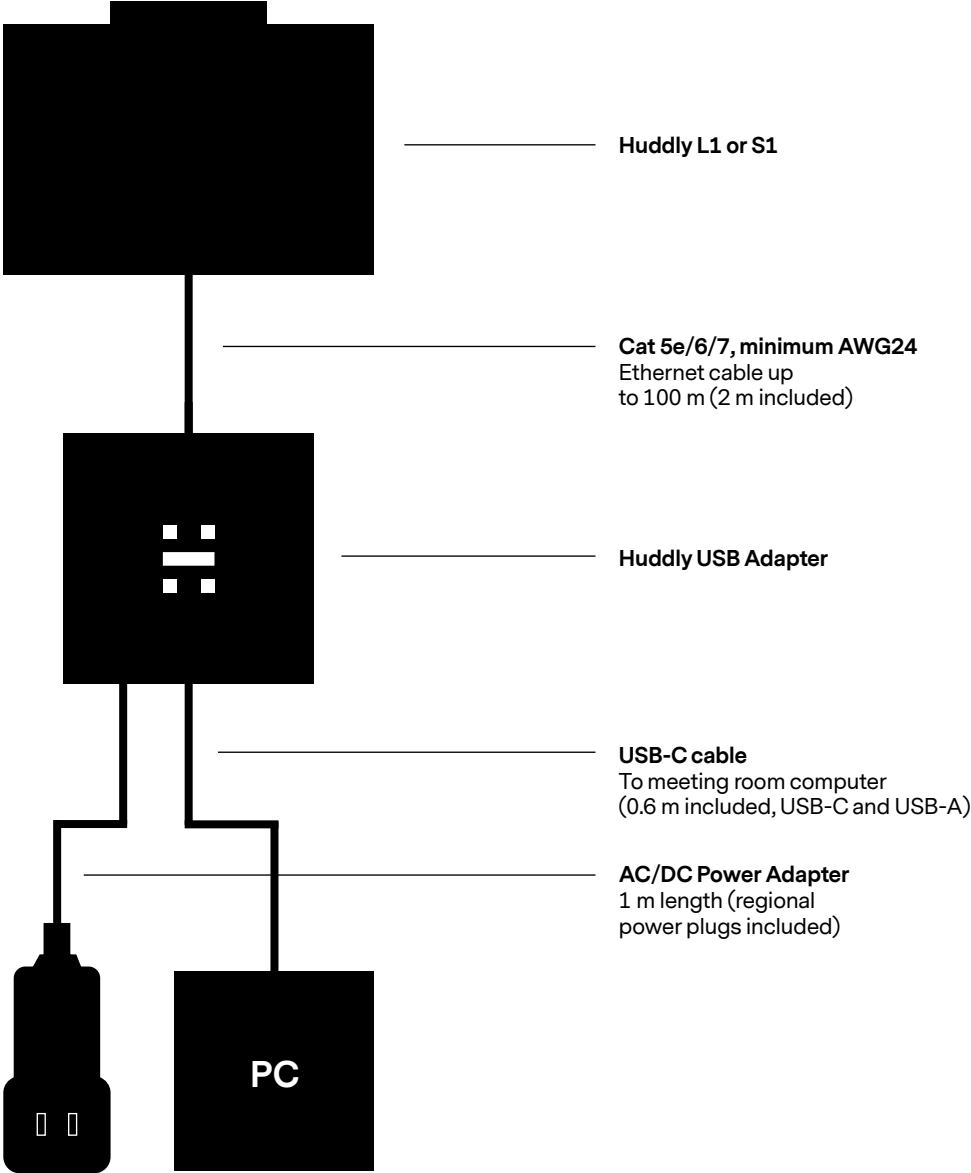 Huddly L1 or S1
Cat 5e/6/7, minimum AWG24
Ethernet cable up
to 100 m (2 m included)
Huddly USB Adapter
USB-C cable
To meeting room computer
(0.6 m included, USB-C and USB-A)
AC/DC Power Adapter
1 m length (regional
power plugs included)
PC